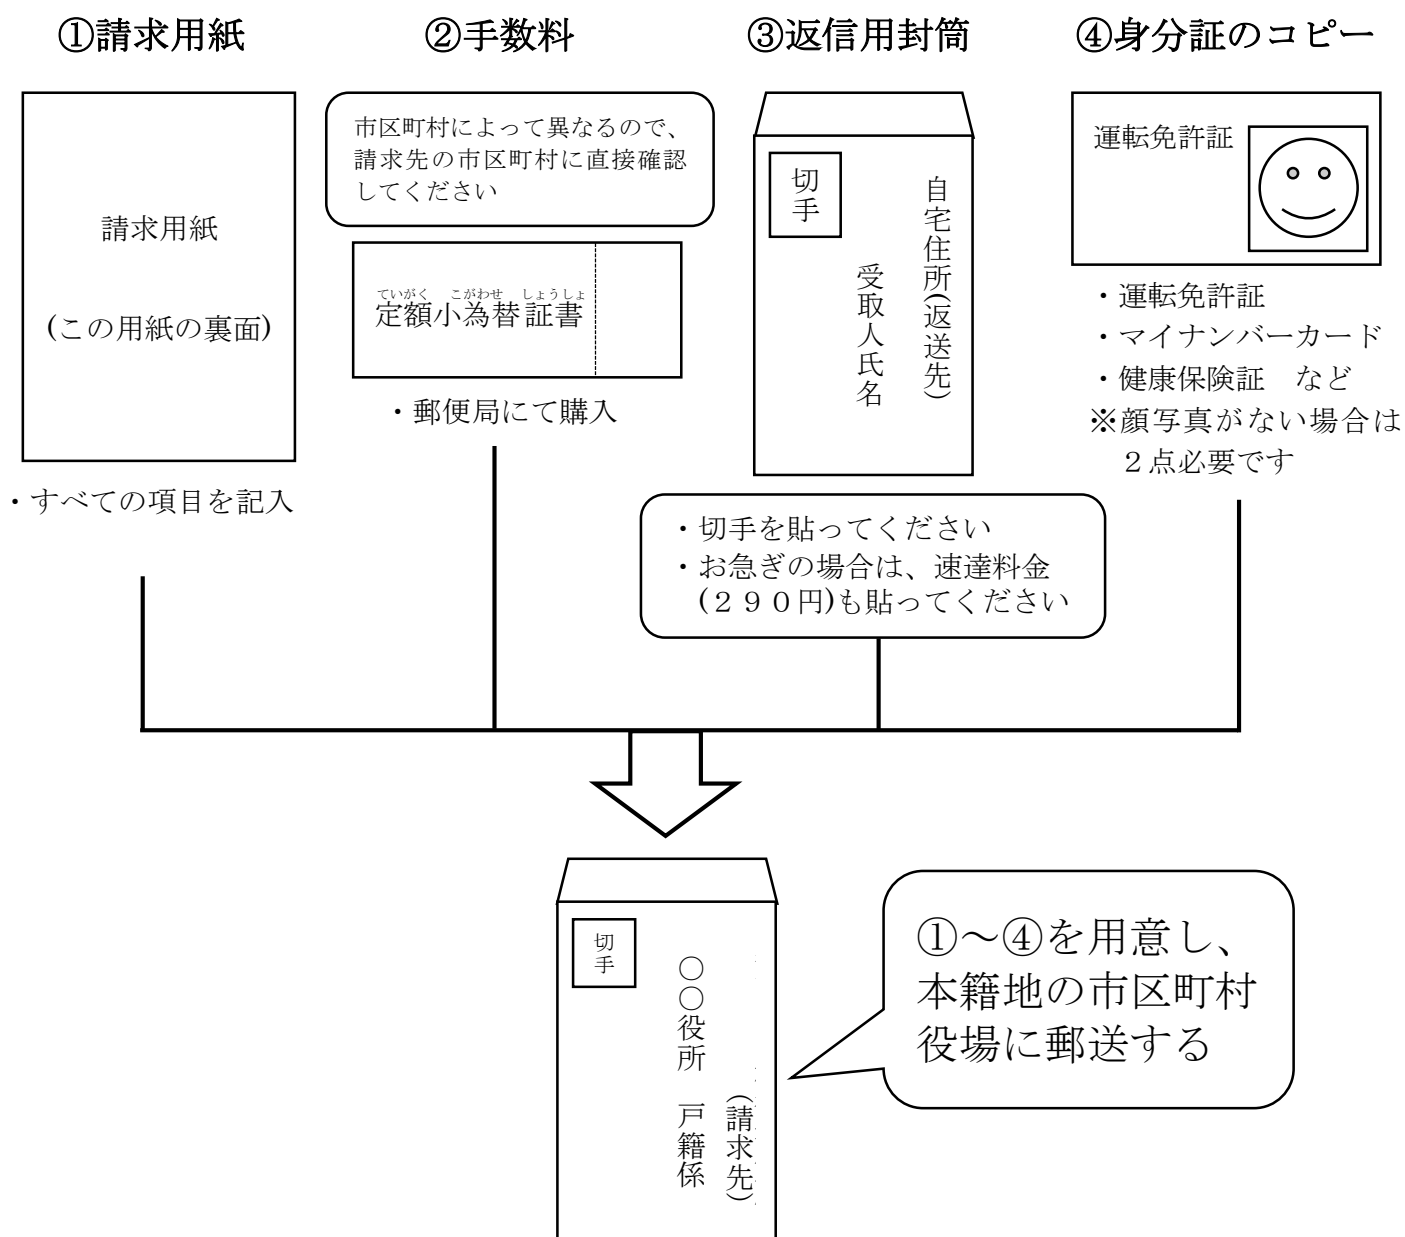 ①請求用紙
請求用紙
(この用紙の裏面)
・すべての項目を記入
②手数料
市区町村によって異なるので、
請求先の市区町村に直接確認
してください
ていがく こがわせ しょうしょ
定額小為替証書
・郵便局にて購入
③返信用封筒
切手
自宅住所(返送先)
受取人氏名
・切手を貼ってください
・お急ぎの場合は、速達料金
(290円)も貼ってください
④身分証のコピー
運転免許証
・運転免許証
・マイナンバーカード
・健康保険証 など
※顔写真がない場合は
2点必要です
切手
(請求先)
○○役所 戸籍係
①~④を用意し、
本籍地の市区町村
役場に郵送する